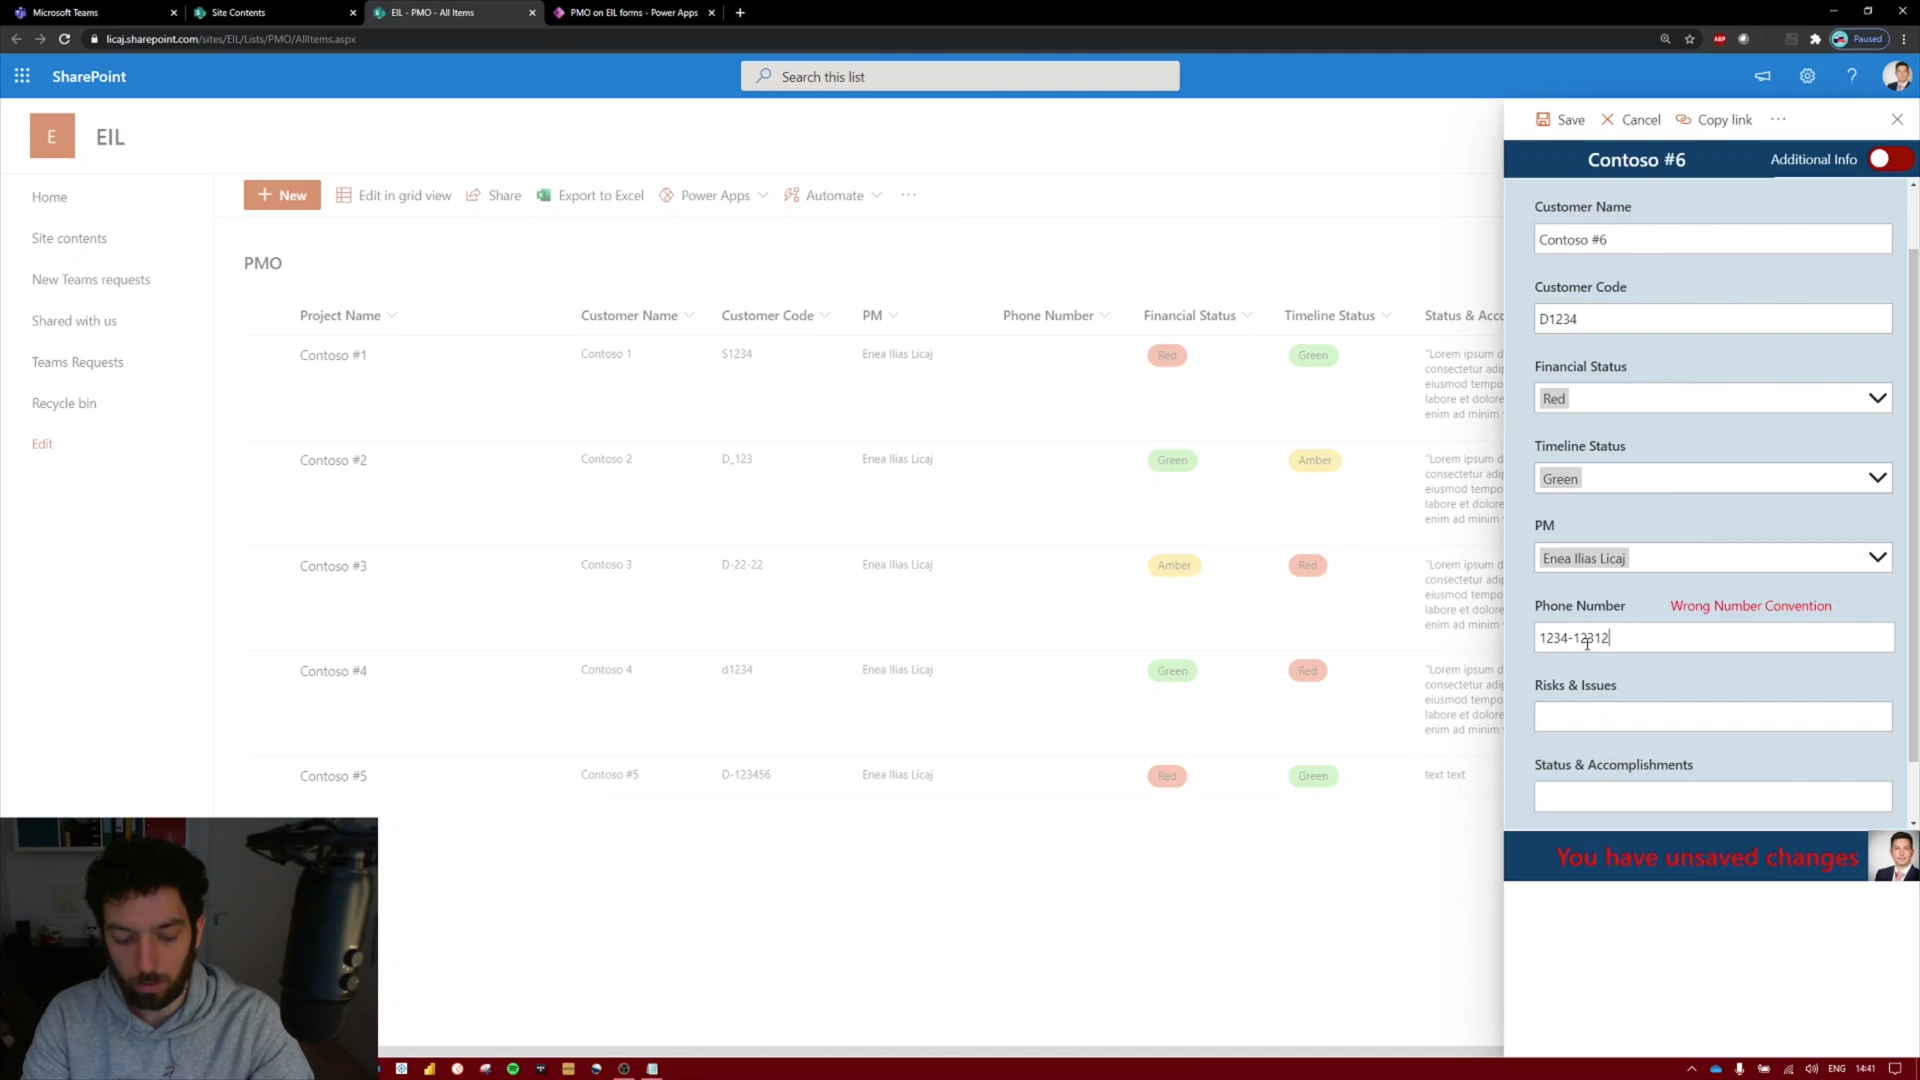 Microsoft Teams
Site Contents
EIL - PMO - All Items
PMO on EIL forms - Power Apps
licaj.sharepoint.com/sites/EIL/Lists/PMO/AllItems.aspx
ABP
Paused
SharePoint
Search this list
E
EIL
Save
Cancel
Copy link
Contoso #6
Additional Info
Home
Site contents
New Teams requests
Shared with us
Teams Requests
Recycle bin
Edit
New
Edit in grid view
Share
Export to Excel
Power Apps
Automate
PMO
Project Name
Customer Name
Customer Code
PM
Phone Number
Financial Status
Timeline Status
Status & Acco
Contoso #1
Contoso 1
S1234
Enea Ilias Licaj
Red
Green
"Lorem ipsum d
consectetur adip
eiusmod tempo
labore et dolore
enim ad minim
Contoso #2
Contoso 2
D_123
Enea Ilias Licaj
Green
Amber
"Lorem ipsum d
consectetur adip
eiusmod tempo
labore et dolore
enim ad minim
Contoso #3
Contoso 3
D-22-22
Enea Ilias Licaj
Amber
Red
"Lorem ipsum d
consectetur adip
eiusmod tempo
labore et dolore
enim ad minim
Contoso #4
Contoso 4
d1234
Enea Ilias Licaj
Green
Red
"Lorem ipsum d
consectetur adip
eiusmod tempo
labore et dolore
enim ad minim
Contoso #5
Contoso #5
D-123456
Enea Ilias Licaj
Red
Green
text text
Customer Name
Contoso #6
Customer Code
D1234
Financial Status
Red
Timeline Status
Green
PM
Enea Ilias Licaj
Phone Number
Wrong Number Convention
1234-12312
Risks & Issues
Status & Accomplishments
You have unsaved changes
ENG
14:41